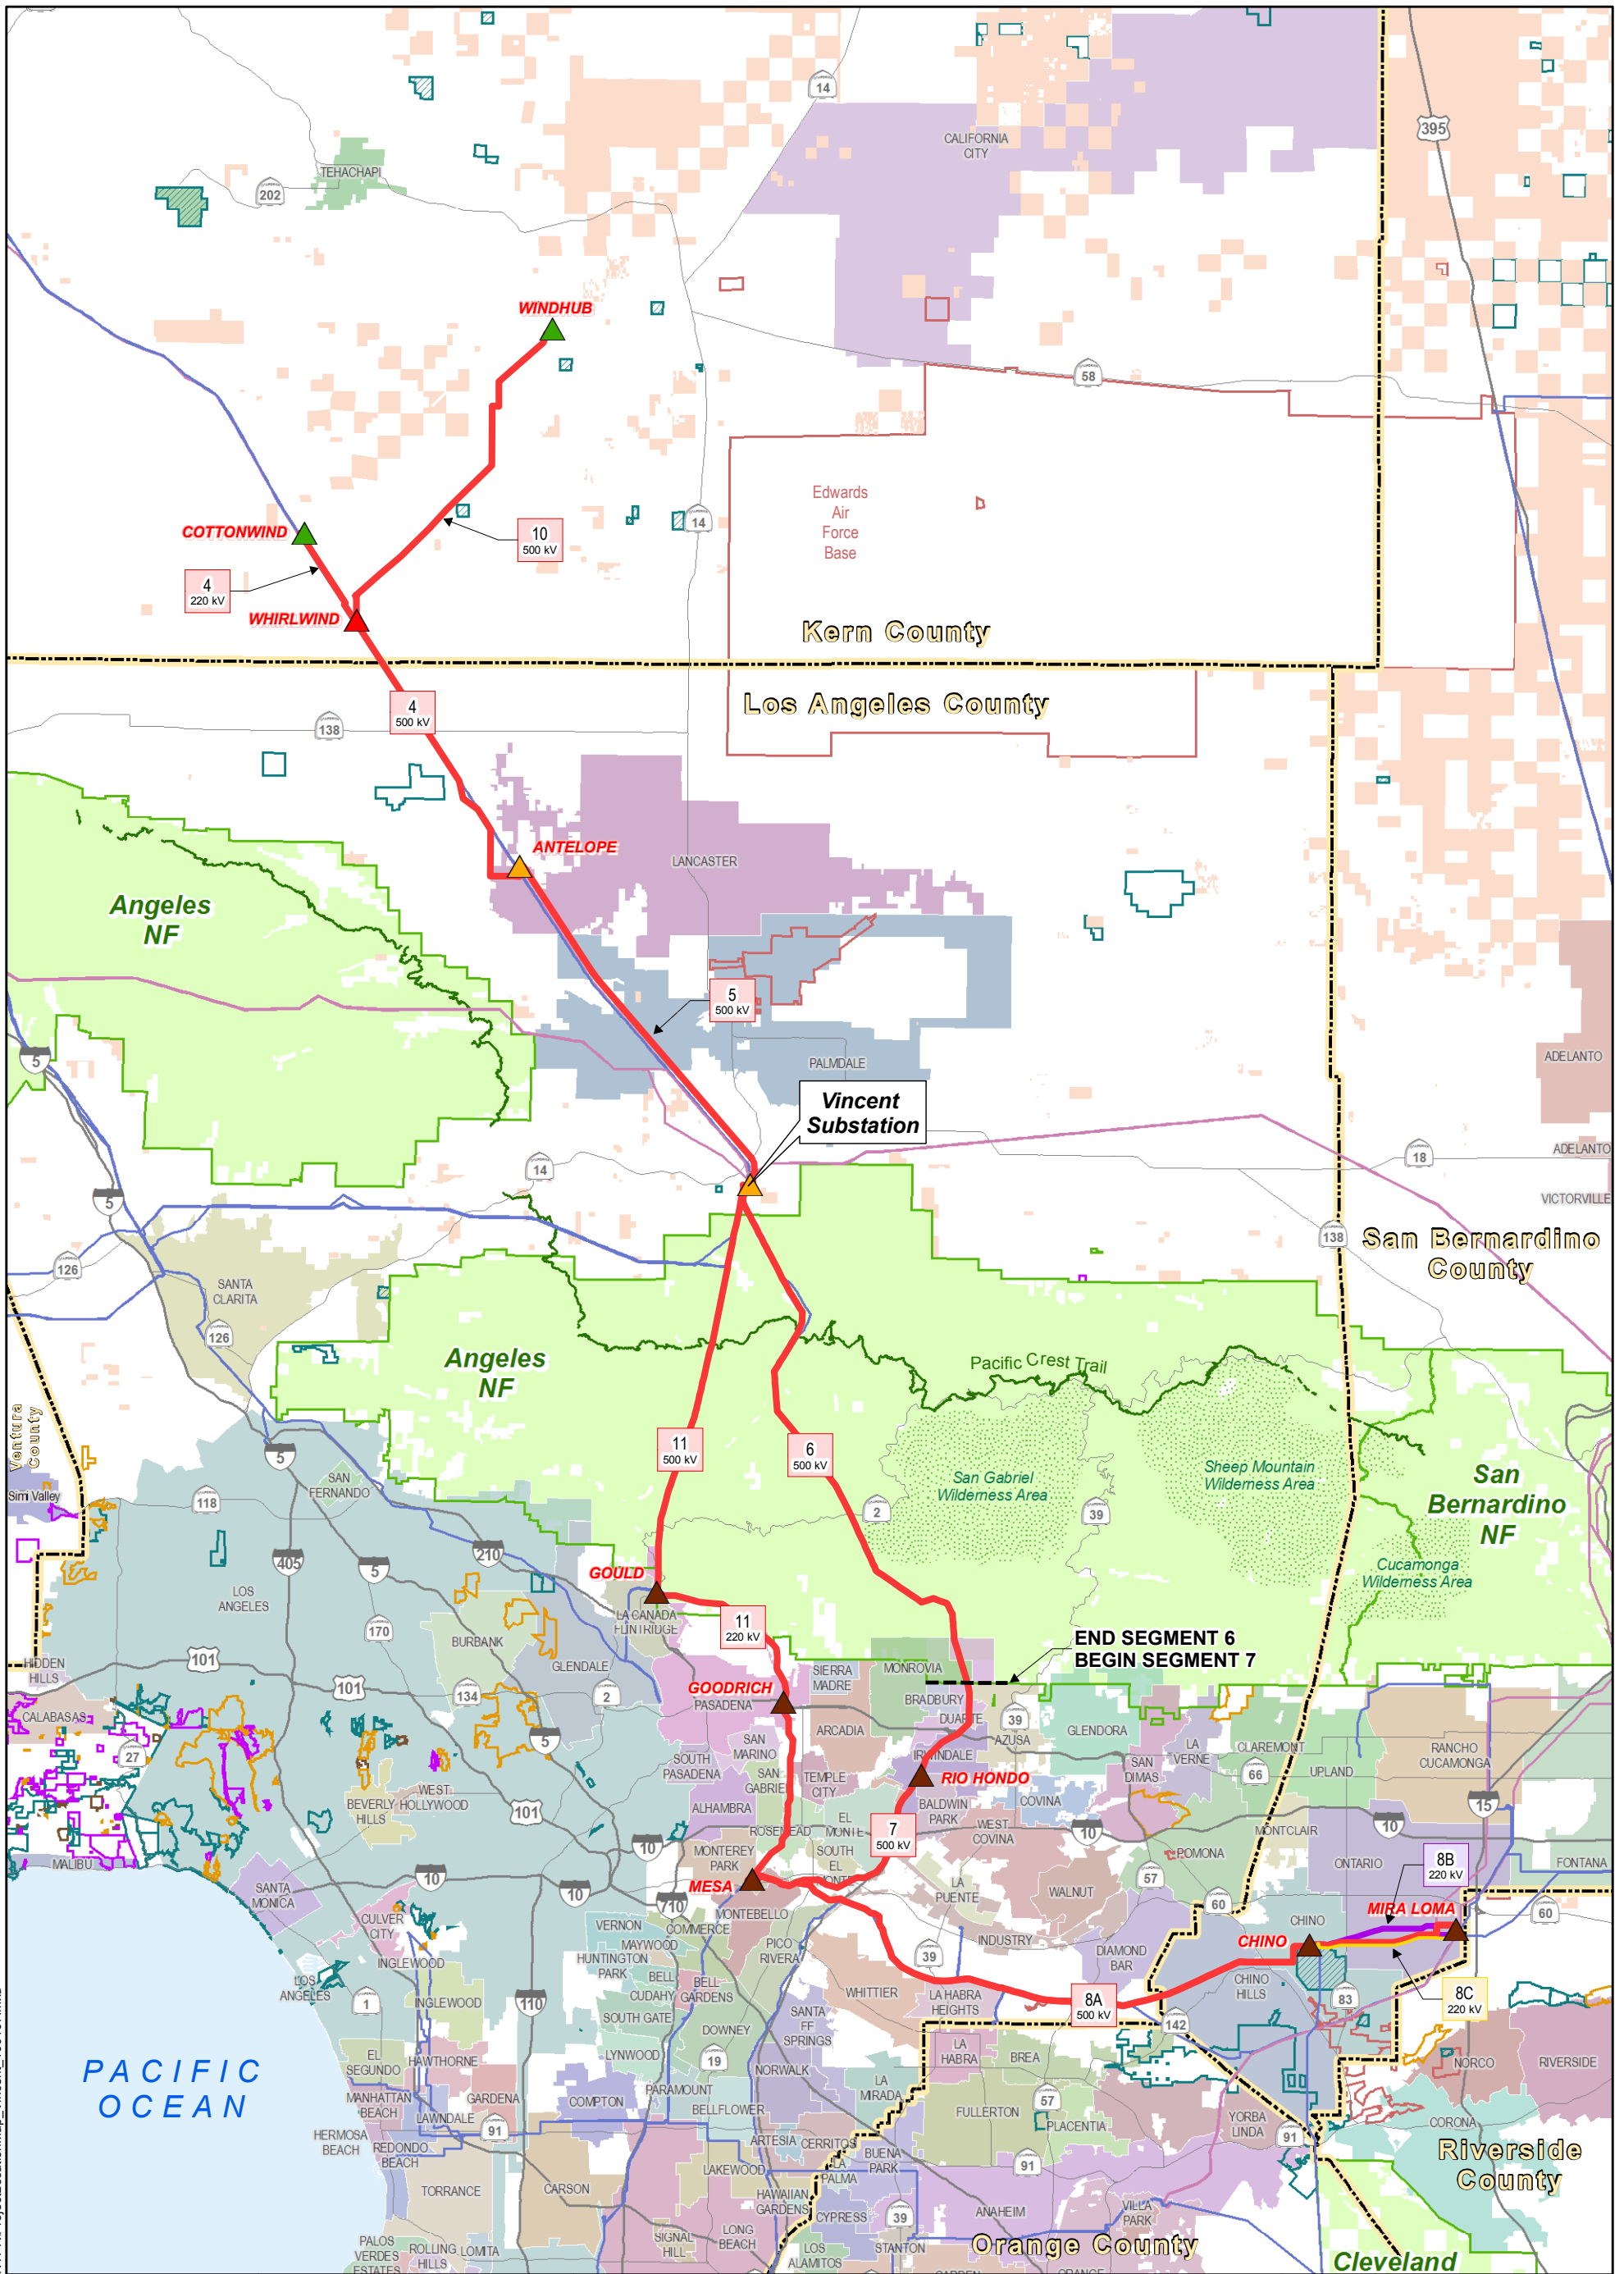 14
395
CALIFORNIA
CITY
TEHACHAPI
202
WINDHUB
58
Edwards
Air
Force
Base
14
COTTONWIND
10
500 kV
4
220 kV
WHIRLWIND
Kern County
Los Angeles County
4
500 kV
138
ANTELOPE
LANCASTER
Angeles
NF
5
500 kV
5
PALMDALE
ADELANTO
Vincent
Substation
18
ADELANTO
14
VICTORVILLE
5
138
San Bernardino
County
126
SANTA
CLARITA
126
Angeles
NF
Pacific Crest Trail
Ventura
County
11
500 kV
6
500 kV
5
San Gabriel
Wilderness Area
Sheep Mountain
Wilderness Area
San
Bernardino
NF
Simi Valley
SAN
FERNANDO
118
2
39
405
5
210
Cucamonga
Wilderness Area
GOULD
LOS
ANGELES
LA CANADA
FLINTRIDGE
11
220 kV
170
BURBANK
END SEGMENT 6
BEGIN SEGMENT 7
101
HIDDEN
HILLS
GLENDALE
SIERRA
MADRE
MONROVIA
101
134
2
GOODRICH
PASADENA
BRADBURY
DUARTE
39
AZUSA
GLENDORA
CALABASAS
ARCADIA
27
5
SAN
MARINO
IRWINDALE
LA
VERNE
CLAREMONT
RANCHO
CUCAMONGA
SOUTH
PASADENA
SAN
GABRIEL
TEMPLE
CITY
RIO HONDO
SAN
DIMAS
66
UPLAND
WEST
HOLLYWOOD
BEVERLY
HILLS
101
ALHAMBRA
BALDWIN
PARK
COVINA
15
ROSEMEAD
EL
MONTE
7
500 kV
WEST
COVINA
10
MONTCLAIR
10
10
MONTEREY
PARK
SOUTH
EL
MONTE
POMONA
ONTARIO
8B
220 kV
FONTANA
MALIBU
10
10
MESA
LA
PUENTE
WALNUT
57
SANTA
MONICA
710
MONTEBELLO
60
MIRA LOMA
60
CULVER
CITY
VERNON
COMMERCE
CHINO
CHINO
MAYWOOD
HUNTINGTON
PARK
PICO
RIVERA
39
INDUSTRY
DIAMOND
BAR
INGLEWOOD
BELL
BELL
GARDENS
CUDAHY
LOS
ANGELES
1
INGLEWOOD
110
WHITTIER
LA HABRA
HEIGHTS
8A
500 kV
CHINO
HILLS
83
8C
220 kV
SOUTH GATE
SANTA
FF
SPRINGS
142
DOWNEY
PACIFIC
OCEAN
EL
SEGUNDO
HAWTHORNE
LYNWOOD
19
NORWALK
LA
HABRA
BREA
NORCO
RIVERSIDE
MANHATTAN
BEACH
GARDENA
COMPTON
PARAMOUNT
LA
MIRADA
57
LAWNDALE
BELLFLOWER
FULLERTON
PLACENTIA
YORBA
LINDA
CORONA
HERMOSA
BEACH
REDONDO
BEACH
91
ARTESIA
CERRITOS
BUENA
PARK
91
91
Riverside
County
TORRANCE
CARSON
LAKEWOOD
LA
PALMA
HAWAIIAN
GARDENS
CYPRESS
39
ANAHEIM
VILLA
PARK
PALOS
VERDES
ESTATES
ROLLING
HILLS
LOMITA
SIGNAL
HILL
LONG
BEACH
LOS
ALAMITOS
STANTON
Orange County
Cleveland